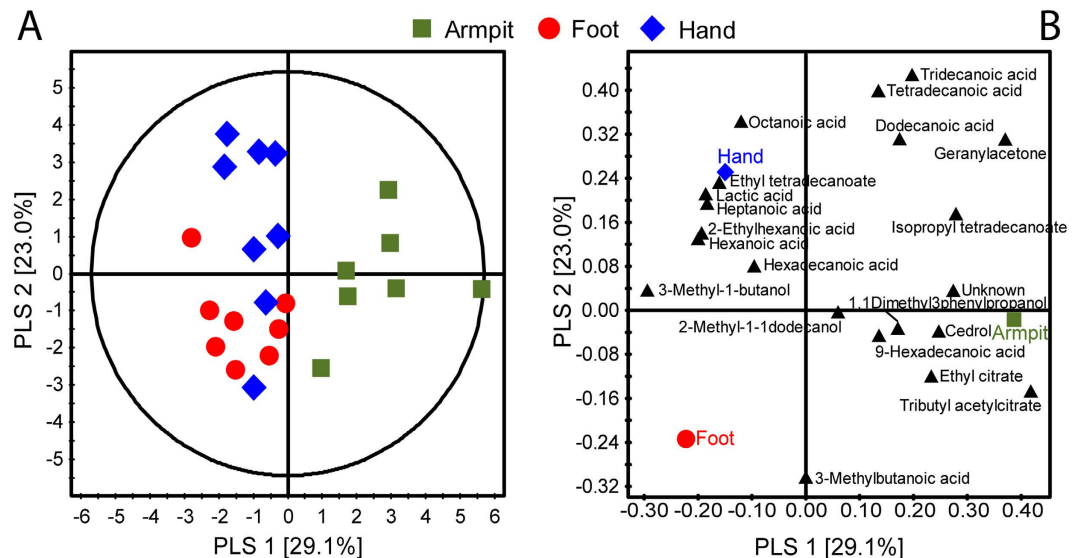 A
Armpit
Foot
Hand
B
PLS 2 [23.0%]
5
4
3
2
1
0
-1
-2
-3
-4
-5
-6 -5 -4 -3 -2 -1 0 1 2 3 4 5 6
PLS 1 [29.1%]
PLS 2 [23.0%]
0.40
0.32
0.24
0.16
0.08
0.00
-0.08
-0.16
-0.24
-0.32
Tridecanoic acid
Tetradecanoic acid
Octanoic acid
Dodecanoic acid
Geranylacetone
Hand
Ethyl tetradecanoate
Lactic acid
Heptanoic acid
Isopropyl tetradecanoate
2-Ethylhexanoic acid
Hexanoic acid
Hexadecanoic acid
3-Methyl-1-butanol
Unknown
1,1Dimethyl3phenylpropanol
2-Methyl-1-1dodecanol
Armpit
Cedrol
9-Hexadecanoic acid
Ethyl citrate
Tributyl acetylcitrate
Foot
3-Methylbutanoic acid
-0.30 -0.20 -0.10 0.00 0.10 0.20 0.30 0.40
PLS 1 [29.1%]